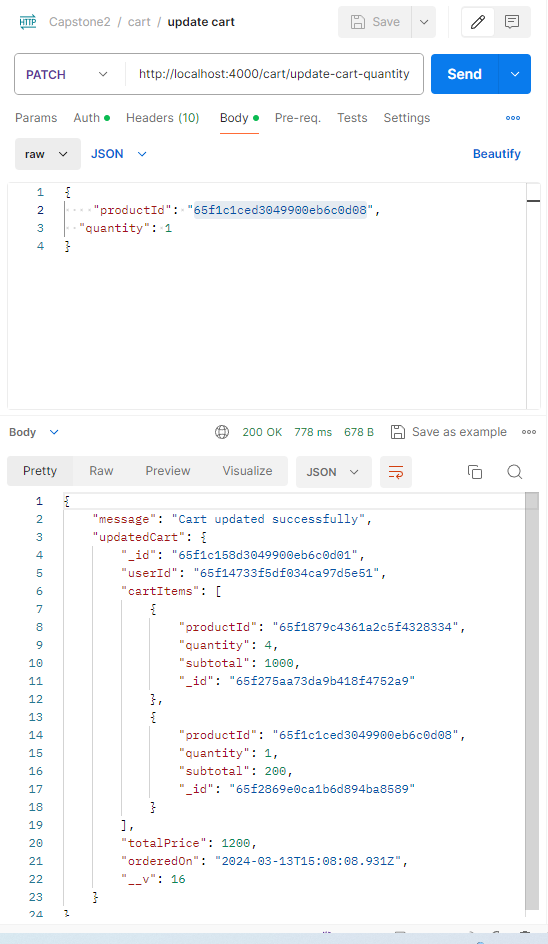 HTTP Capstone2 / cart / update cart Save
PATCH http://localhost:4000/cart/update-cart-quantity Send
Params Auth Headers (10) Body Pre-req. Tests Settings
raw JSON Beautify
1 {
2 "productId": "65f1c1ced3049900eb6c0d08",
3 "quantity": 1
4 }
Body 200 OK 778 ms 678 B Save as example
Pretty Raw Preview Visualize JSON
1 {
2 "message": "Cart updated successfully",
3 "updatedCart": {
4 "_id": "65f1c158d3049900eb6c0d01",
5 "userId": "65f14733f5df034ca97d5e51",
6 "cartItems": [
7 {
8 "productId": "65f1879c4361a2c5f4328334",
9 "quantity": 4,
10 "subtotal": 1000,
11 "_id": "65f275aa73da9b418f4752a9"
12 },
13 {
14 "productId": "65f1c1ced3049900eb6c0d08",
15 "quantity": 1,
16 "subtotal": 200,
17 "_id": "65f2869e0ca1b6d894ba8589"
18 }
19 ],
20 "totalPrice": 1200,
21 "orderedOn": "2024-03-13T15:08:08.931Z",
22 "__v": 16
23 }
24 }